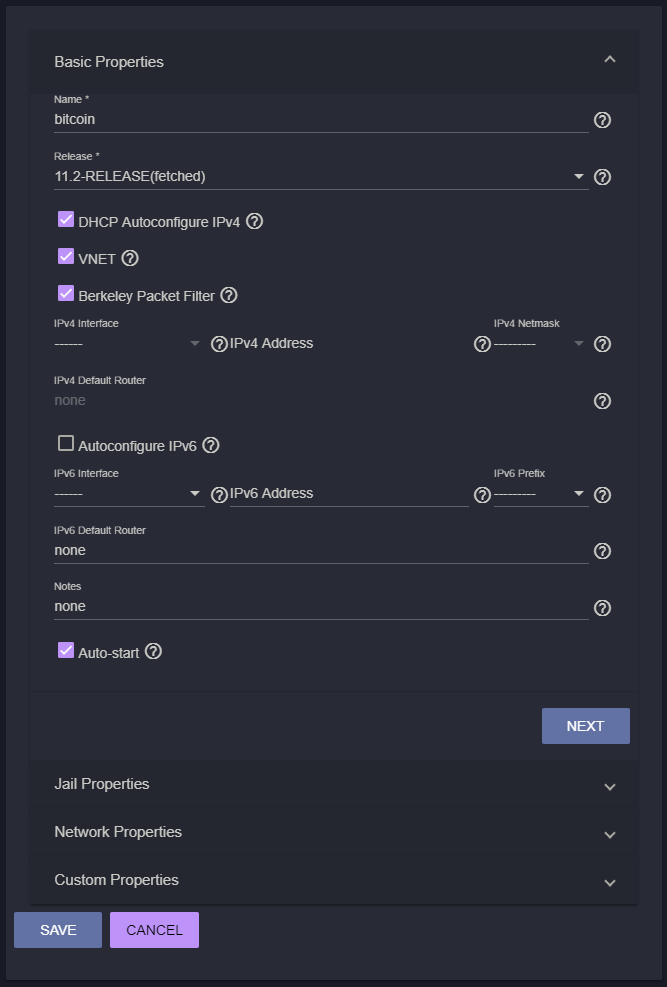 Basic Properties
Name *
bitcoin
Release *
11.2-RELEASE(fetched)
DHCP Autoconfigure IPv4
VNET
Berkeley Packet Filter
IPv4 Interface IPv4 Netmask
------ IPv4 Address ---------
IPv4 Default Router
none
Autoconfigure IPv6
IPv6 Interface IPv6 Prefix
------ IPv6 Address ---------
IPv6 Default Router
none
Notes
none
Auto-start
NEXT
Jail Properties
Network Properties
Custom Properties
SAVE CANCEL